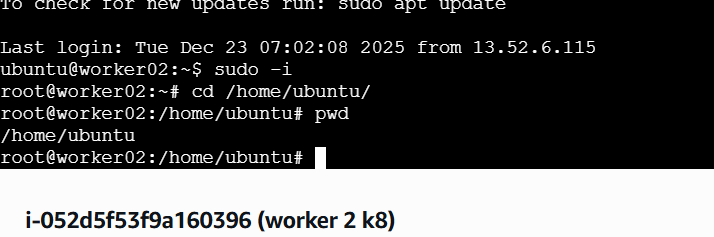 To check for new updates run: sudo apt update
Last login: Tue Dec 23 07:02:08 2025 from 13.52.6.115
ubuntu@worker02:~$ sudo -i
root@worker02:~# cd /home/ubuntu/
root@worker02:/home/ubuntu# pwd
/home/ubuntu
root@worker02:/home/ubuntu#
i-052d5f53f9a160396 (worker 2 k8)